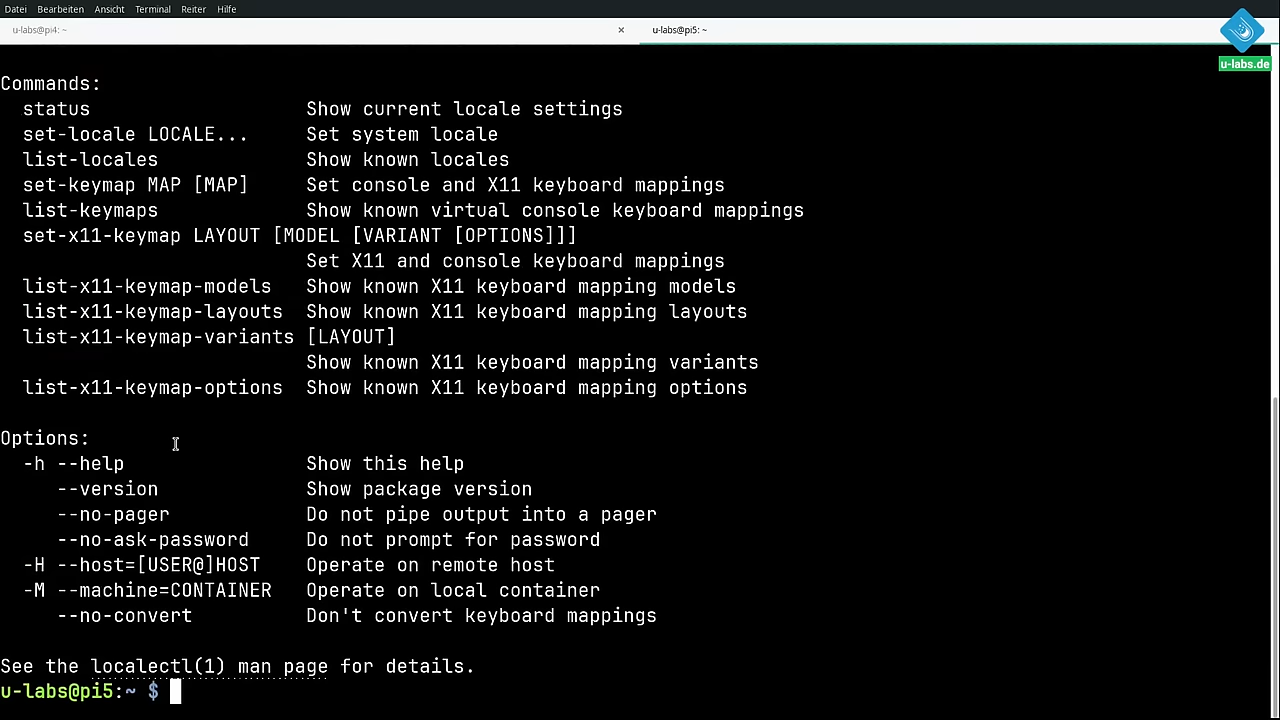 Datei Bearbeiten Ansicht Terminal Reiter Hilfe
u-labs@pi4: ~ × u-labs@pi5: ~
u-labs.de
Commands:
status Show current locale settings
set-locale LOCALE... Set system locale
list-locales Show known locales
set-keymap MAP [MAP] Set console and X11 keyboard mappings
list-keymaps Show known virtual console keyboard mappings
set-x11-keymap LAYOUT [MODEL [VARIANT [OPTIONS]]]
Set X11 and console keyboard mappings
list-x11-keymap-models Show known X11 keyboard mapping models
list-x11-keymap-layouts Show known X11 keyboard mapping layouts
list-x11-keymap-variants [LAYOUT]
Show known X11 keyboard mapping variants
list-x11-keymap-options Show known X11 keyboard mapping options
Options:
-h --help Show this help
--version Show package version
--no-pager Do not pipe output into a pager
--no-ask-password Do not prompt for password
-H --host=[USER@]HOST Operate on remote host
-M --machine=CONTAINER Operate on local container
--no-convert Don't convert keyboard mappings
See the localectl(1) man page for details.
u-labs@pi5:~ $